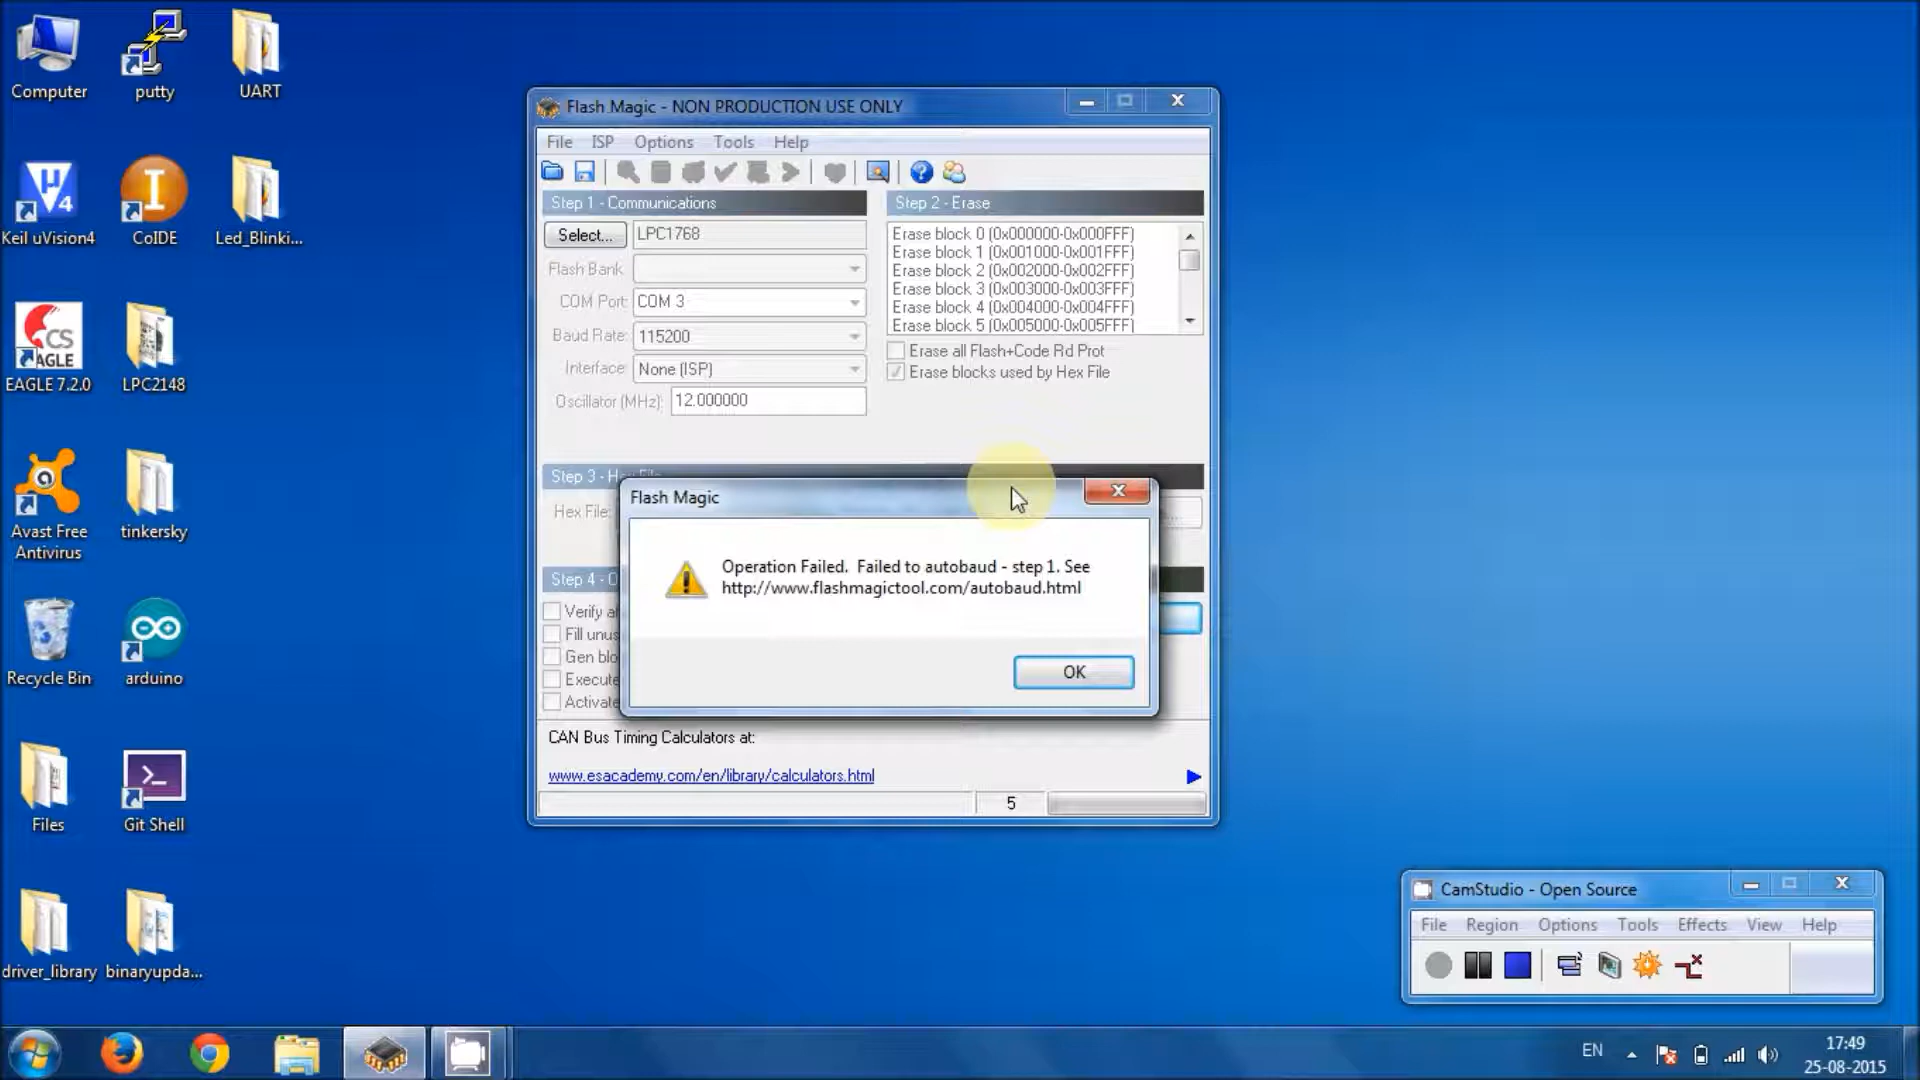 Computer
putty
UART
Keil uVision4
CoIDE
Led_Blinki...
EAGLE 7.2.0
LPC2148
Avast Free
Antivirus
tinkersky
Recycle Bin
arduino
Files
Git Shell
driver_library
binaryupda...
Flash Magic - NON PRODUCTION USE ONLY
File ISP Options Tools Help
Step 1 - Communications
Select... LPC1768
Flash Bank:
COM Port: COM 3
Baud Rate: 115200
Interface: None (ISP)
Oscillator (MHz): 12.000000
Step 2 - Erase
Erase block 0 (0x000000-0x000FFF)
Erase block 1 (0x001000-0x001FFF)
Erase block 2 (0x002000-0x002FFF)
Erase block 3 (0x003000-0x003FFF)
Erase block 4 (0x004000-0x004FFF)
Erase block 5 (0x005000-0x005FFF)
Erase all Flash+Code Rd Prot
Erase blocks used by Hex File
Step 3 - Hex File
Hex File:
Flash Magic
Operation Failed. Failed to autobaud - step 1. See
http://www.flashmagictool.com/autobaud.html
OK
Step 4 -
Verify
Fill
Gen
Execute
Activate
CAN Bus Timing Calculators at:
www.esacademy.com/en/library/calculators.html
5
CamStudio - Open Source
File Region Options Tools Effects View Help
EN
17:49
25-08-2015